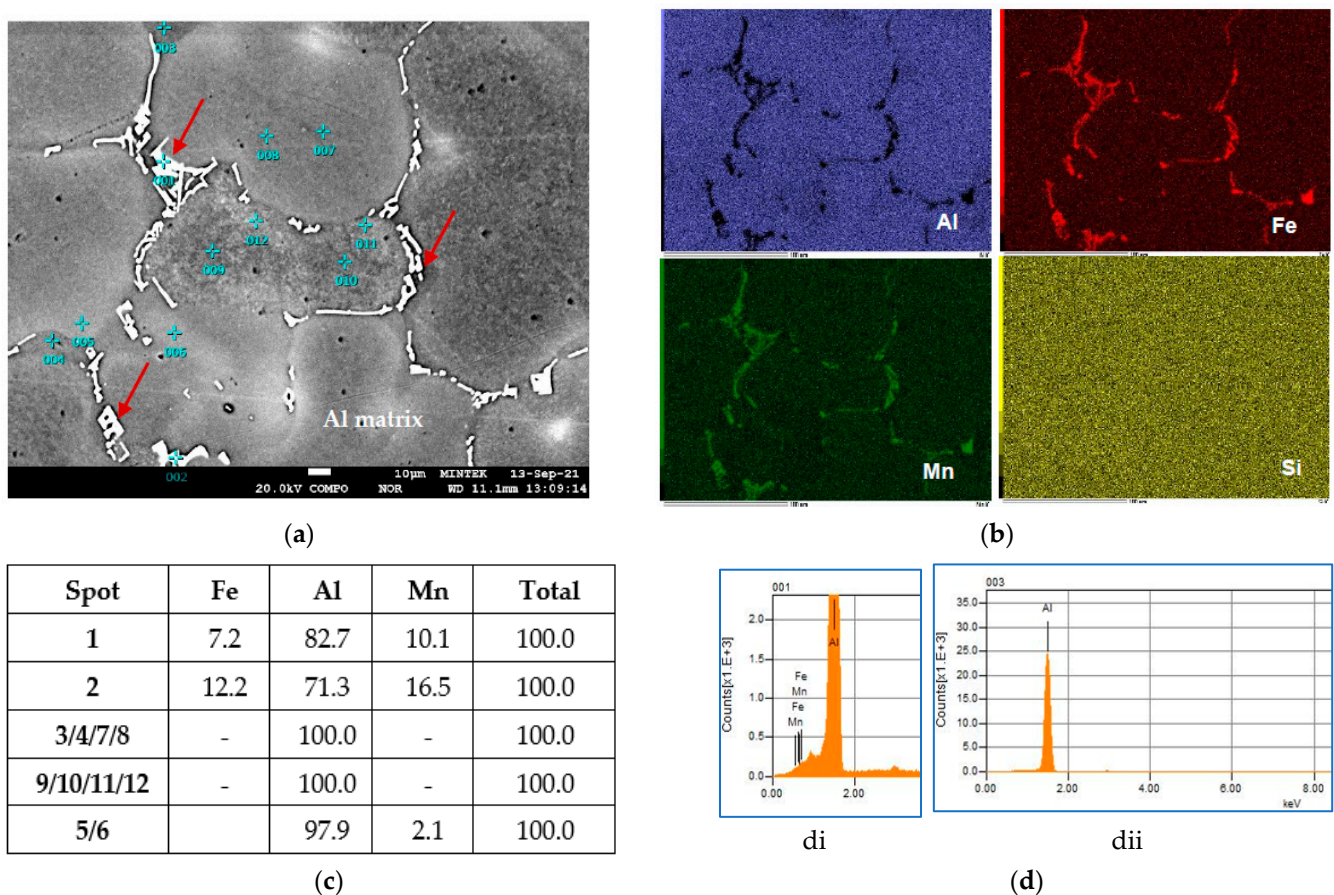 003
001
008
007
012
011
009
010
005
004
006
Al matrix
002
10µm MINTEK 13-Sep-21
20.0kV COMPO NOR WD 11.1mm 13:09:14
(a)
Al
Fe
Mn
Si
(b)
Spot Fe Al Mn Total
1 7.2 82.7 10.1 100.0
2 12.2 71.3 16.5 100.0
3/4/7/8 - 100.0 - 100.0
9/10/11/12 - 100.0 - 100.0
5/6 97.9 2.1 100.0
(c)
001
Counts[x1.E+3]
2.0
1.5
1.0
0.5
0.0
Al
Fe
Mn
Fe
Mn
0.00 2.00
di
003
Counts[x1.E+3]
35.0
30.0
25.0
20.0
15.0
10.0
5.0
0.0
Al
0.00 2.00 4.00 6.00 8.00
keV
dii
(d)